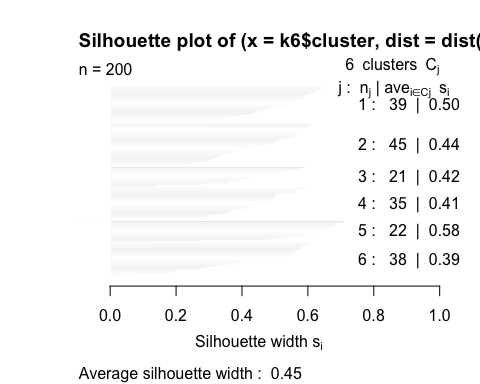 Silhouette plot of (x = k6$cluster, dist = dist(
n = 200
6 clusters Cj
j : nj | avei∈Cj si
1 : 39 | 0.50
2 : 45 | 0.44
3 : 21 | 0.42
4 : 35 | 0.41
5 : 22 | 0.58
6 : 38 | 0.39
0.0 0.2 0.4 0.6 0.8 1.0
Silhouette width si
Average silhouette width : 0.45